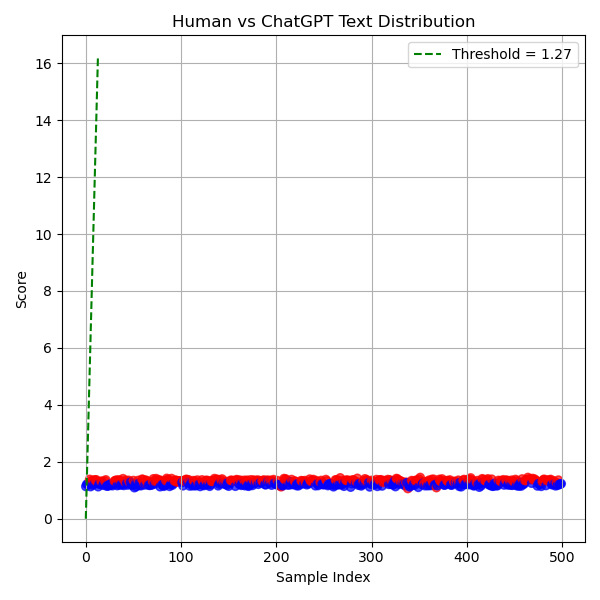 Human vs ChatGPT Text Distribution
Threshold = 1.27
16
14
12
10
8
6
4
2
0
Score
0 100 200 300 400 500
Sample Index